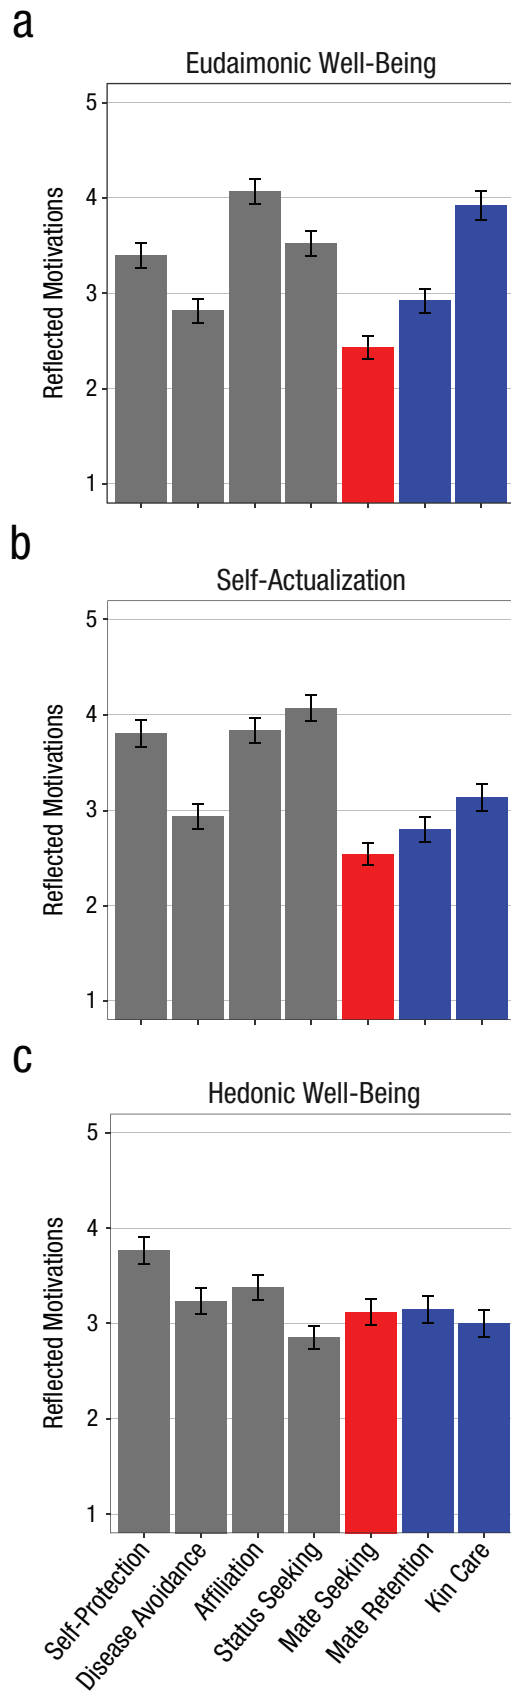 a
Eudaimonic Well-Being
Reflected Motivations
5
4
3
2
1
b
Self-Actualization
Reflected Motivations
5
4
3
2
1
c
Hedonic Well-Being
Reflected Motivations
5
4
3
2
1
Self-Protection
Disease Avoidance
Affiliation
Status Seeking
Mate Seeking
Mate Retention
Kin Care